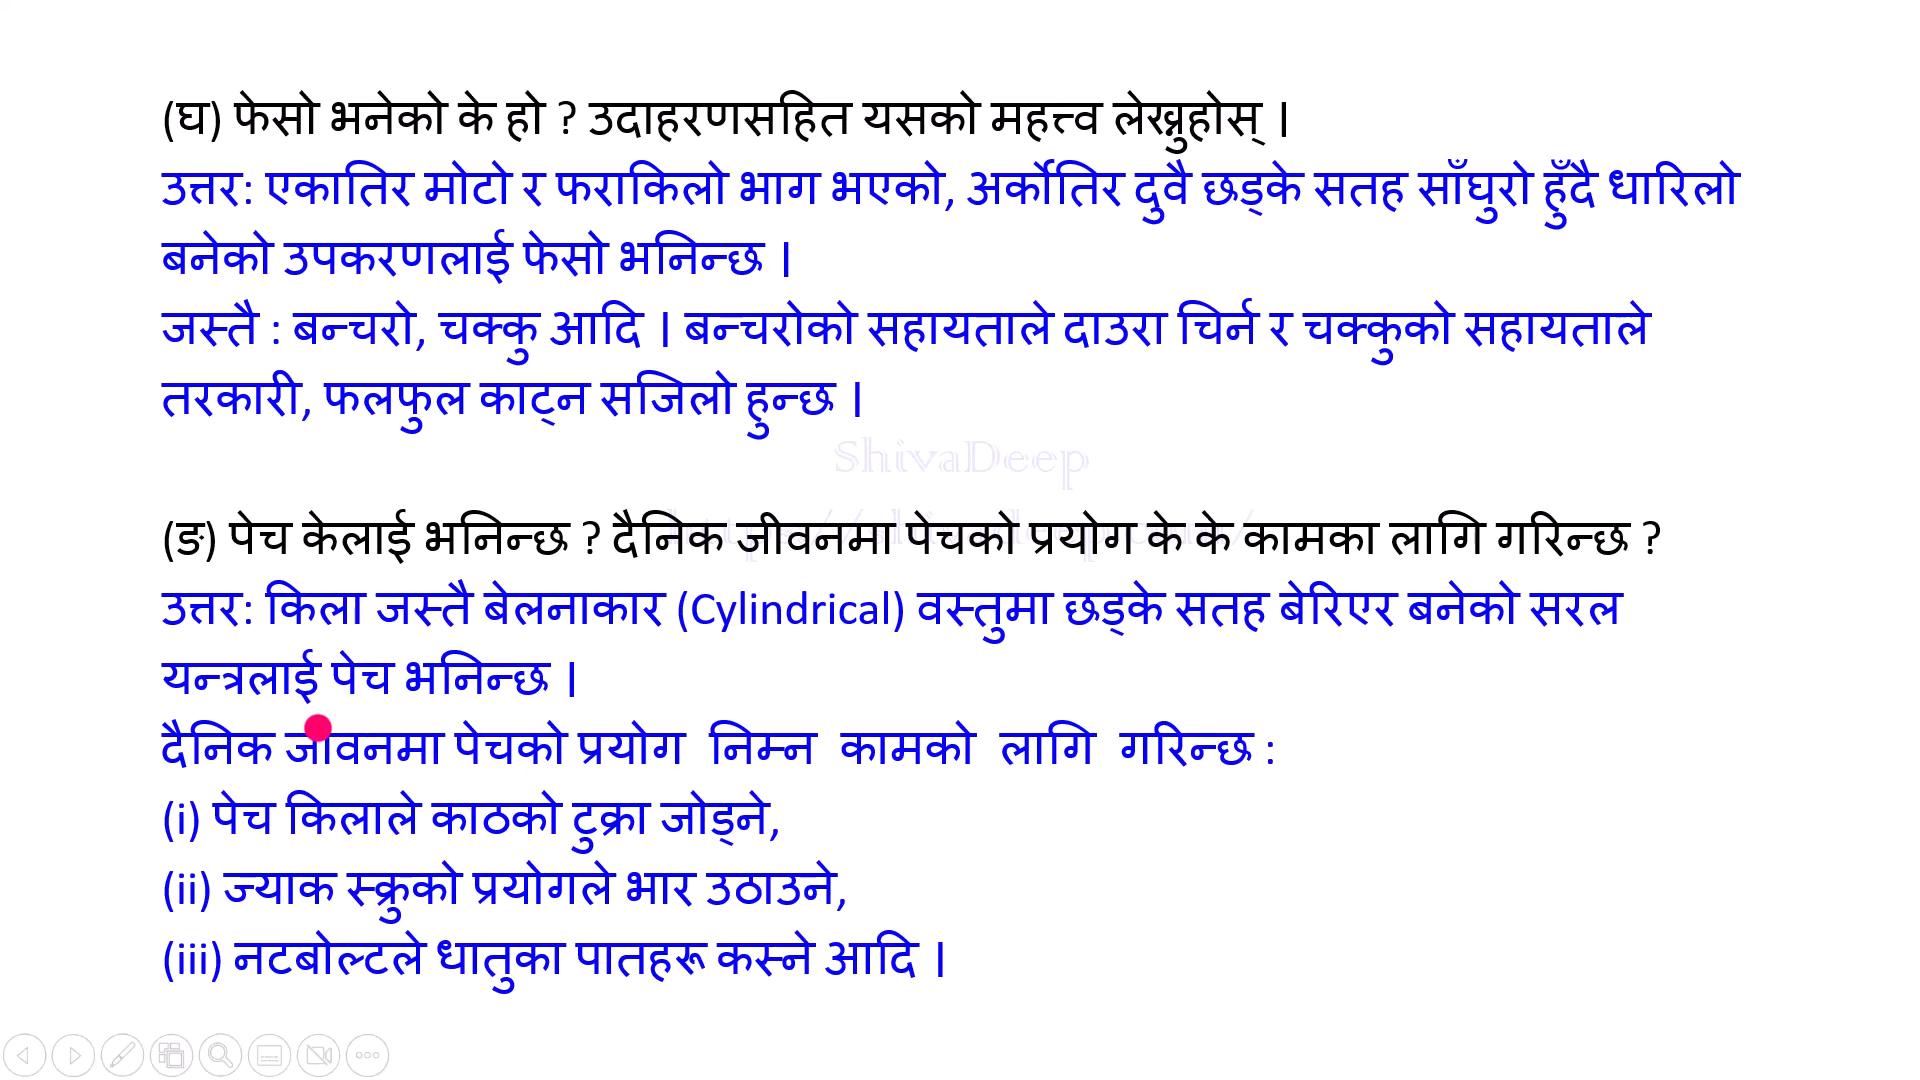 (घ) फेसो भनेको के हो ? उदाहरणसहित यसको महत्त्व लेख्नुहोस् ।
उत्तर: एकातिर मोटो र फराकिलो भाग भएको, अर्कोतिर दुवै छड्के सतह साँघुरो हुँदै धारिलो
बनेको उपकरणलाई फेसो भनिन्छ ।
जस्तै : बन्चरो, चक्कु आदि । बन्चरोको सहायताले दाउरा चिर्न र चक्कुको सहायताले
तरकारी, फलफुल काट्न सजिलो हुन्छ ।
ShivaDeep
(ङ) पेच केलाई भनिन्छ ? दैनिक जीवनमा पेचको प्रयोग के के कामका लागि गरिन्छ ?
उत्तर: किला जस्तै बेलनाकार (Cylindrical) वस्तुमा छड्के सतह बेरिएर बनेको सरल
यन्त्रलाई पेच भनिन्छ ।
दैनिक जीवनमा पेचको प्रयोग निम्न कामको लागि गरिन्छ :
(i) पेच किलाले काठको टुक्रा जोड्ने,
(ii) ज्याक स्क्रुको प्रयोगले भार उठाउने,
(iii) नटबोल्टले धातुका पातहरू कस्ने आदि ।